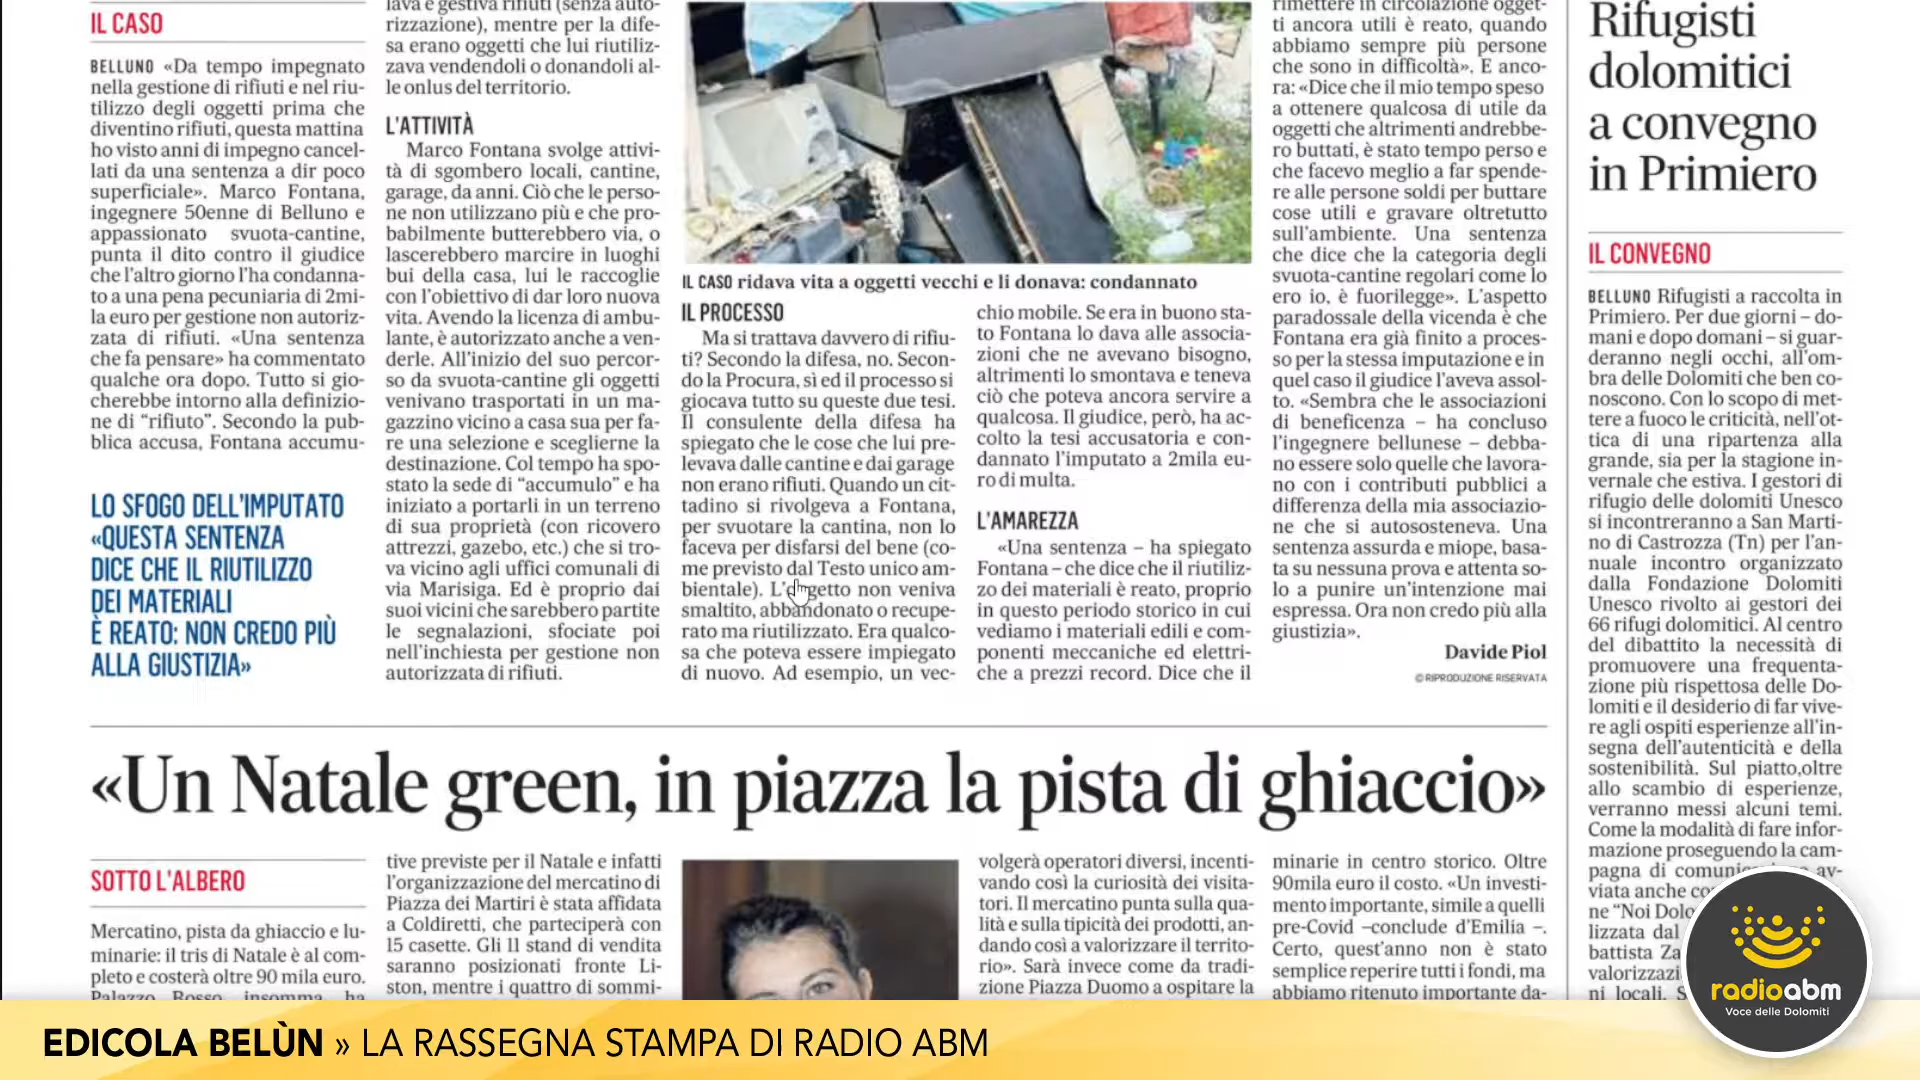 IL CASO
BELLUNO «Da tempo impegnato
nella gestione di rifiuti e nel riu-
tilizzo degli oggetti prima che
diventino rifiuti, questa mattina
ho visto anni di impegno cancel-
lati da una sentenza a dir poco
superficiale». Marco Fontana,
ingegnere 50enne di Belluno e
appassionato svuota-cantine,
punta il dito contro il giudice
che l'altro giorno l'ha condanna-
to a una pena pecuniaria di 2mi-
la euro per gestione non autoriz-
zata di rifiuti. «Una sentenza
che fa pensare» ha commentato
qualche ora dopo. Tutto si gio-
cherebbe intorno alla definizio-
ne di “rifiuto”. Secondo la pub-
blica accusa, Fontana accumu-
LO SFOGO DELL'IMPUTATO
«QUESTA SENTENZA
DICE CHE IL RIUTILIZZO
DEI MATERIALI
È REATO: NON CREDO PIÙ
ALLA GIUSTIZIA»
lava e gestiva rifiuti (senza auto-
rizzazione), mentre per la dife-
sa erano oggetti che lui riutiliz-
zava vendendoli o donandoli al-
le onlus del territorio.
L'ATTIVITÀ
Marco Fontana svolge attivi-
tà di sgombero locali, cantine,
garage, da anni. Ciò che le perso-
ne non utilizzano più e che pro-
babilmente butterebbero via, o
lascerebbero marcire in luoghi
bui della casa, lui le raccoglie
con l'obiettivo di dar loro nuova
vita. Avendo la licenza di ambu-
lante, è autorizzato anche a ven-
derle. All'inizio del suo percor-
so da svuota-cantine gli oggetti
venivano trasportati in un ma-
gazzino vicino a casa sua per fa-
re una selezione e sceglierne la
destinazione. Col tempo ha spo-
stato la sede di “accumulo” e ha
iniziato a portarli in un terreno
di sua proprietà (con ricovero
attrezzi, gazebo, etc.) che si tro-
va vicino agli uffici comunali di
via Marisiga. Ed è proprio dai
suoi vicini che sarebbero partite
le segnalazioni, sfociate poi
nell'inchiesta per gestione non
autorizzata di rifiuti.
IL CASO ridava vita a oggetti vecchi e li donava: condannato
IL PROCESSO
Ma si trattava davvero di rifiu-
ti? Secondo la difesa, no. Secon-
do la Procura, sì ed il processo si
giocava tutto su queste due tesi.
Il consulente della difesa ha
spiegato che le cose che lui pre-
levava dalle cantine e dai garage
non erano rifiuti. Quando un cit-
tadino si rivolgeva a Fontana,
per svuotare la cantina, non lo
faceva per disfarsi del bene (co-
me previsto dal Testo unico am-
bientale). L'oggetto non veniva
smaltito, abbandonato o recupe-
rato ma riutilizzato. Era qualco-
sa che poteva essere impiegato
di nuovo. Ad esempio, un vec-
chio mobile. Se era in buono sta-
to Fontana lo dava alle associa-
zioni che ne avevano bisogno,
altrimenti lo smontava e teneva
ciò che poteva ancora servire a
qualcosa. Il giudice, però, ha ac-
colto la tesi accusatoria e con-
dannato l'imputato a 2mila eu-
ro di multa.
L'AMAREZZA
«Una sentenza – ha spiegato
Fontana – che dice che il riutiliz-
zo dei materiali è reato, proprio
in questo periodo storico in cui
vediamo i materiali edili e com-
ponenti meccaniche ed elettri-
che a prezzi record. Dice che il
rimettere in circolazione ogget-
ti ancora utili è reato, quando
abbiamo sempre più persone
che sono in difficoltà». E anco-
ra: «Dice che il mio tempo speso
a ottenere qualcosa di utile da
oggetti che altrimenti andrebbe-
ro buttati, è stato tempo perso e
che facevo meglio a far spende-
re alle persone soldi per buttare
cose utili e gravare oltretutto
sull'ambiente. Una sentenza
che dice che la categoria degli
svuota-cantine regolari come lo
ero io, è fuorilegge». L'aspetto
paradossale della vicenda è che
Fontana era già finito a proces-
so per la stessa imputazione e in
quel caso il giudice l'aveva assol-
to. «Sembra che le associazioni
di beneficenza – ha concluso
l'ingegnere bellunese – debba-
no essere solo quelle che lavora-
no con i contributi pubblici a
differenza della mia associazio-
ne che si autososteneva. Una
sentenza assurda e miope, basa-
ta su nessuna prova e attenta so-
lo a punire un'intenzione mai
espressa. Ora non credo più alla
giustizia».
Davide Piol
© RIPRODUZIONE RISERVATA
Rifugisti
dolomitici
a convegno
in Primiero
IL CONVEGNO
BELLUNO Rifugisti a raccolta in
Primiero. Per due giorni – do-
mani e dopo domani – si guar-
deranno negli occhi, all'om-
bra delle Dolomiti che ben co-
noscono. Con lo scopo di met-
tere a fuoco le criticità, nell'ot-
tica di una ripartenza alla
grande, sia per la stagione in-
vernale che estiva. I gestori di
rifugio delle dolomiti Unesco
si incontreranno a San Marti-
no di Castrozza (Tn) per l'an-
nuale incontro organizzato
dalla Fondazione Dolomiti
Unesco rivolto ai gestori dei
66 rifugi dolomitici. Al centro
del dibattito la necessità di
promuovere una frequenta-
zione più rispettosa delle Do-
lomiti e il desiderio di far vive-
re agli ospiti esperienze all'in-
segna dell'autenticità e della
sostenibilità. Sul piatto,oltre
allo scambio di esperienze,
verranno messi alcuni temi.
Come la modalità di fare infor-
mazione proseguendo la cam-
pagna di av-
viata anche
ne “Noi
lizzata dal
battista
ni locali.
«Un Natale green, in piazza la pista di ghiaccio»
SOTTO L'ALBERO
Mercatino, pista da ghiaccio e lu-
minarie: il tris di Natale è al com-
pleto e costerà oltre 90 mila euro.
Palazzo Rosso, insomma, ha
tive previste per il Natale e infatti
l'organizzazione del mercatino di
Piazza dei Martiri è stata affidata
a Coldiretti, che parteciperà con
15 casette. Gli 11 stand di vendita
saranno posizionati fronte Li-
ston, mentre i quattro di sommi-
volgerà operatori diversi, incenti-
vando così la curiosità dei visita-
tori. Il mercatino punta sulla qua-
lità e sulla tipicità dei prodotti, an-
dando così a valorizzare il territo-
rio». Sarà invece come da tradi-
zione Piazza Duomo a ospitare la
minarie in centro storico. Oltre
90mila euro il costo. «Un investi-
mento importante, simile a quelli
pre-Covid –conclude d'Emilia –.
Certo, quest'anno non è stato
semplice reperire tutti i fondi, ma
abbiamo ritenuto importante da-
radioabm
Voce delle Dolomiti
EDICOLA BELÙN » LA RASSEGNA STAMPA DI RADIO ABM